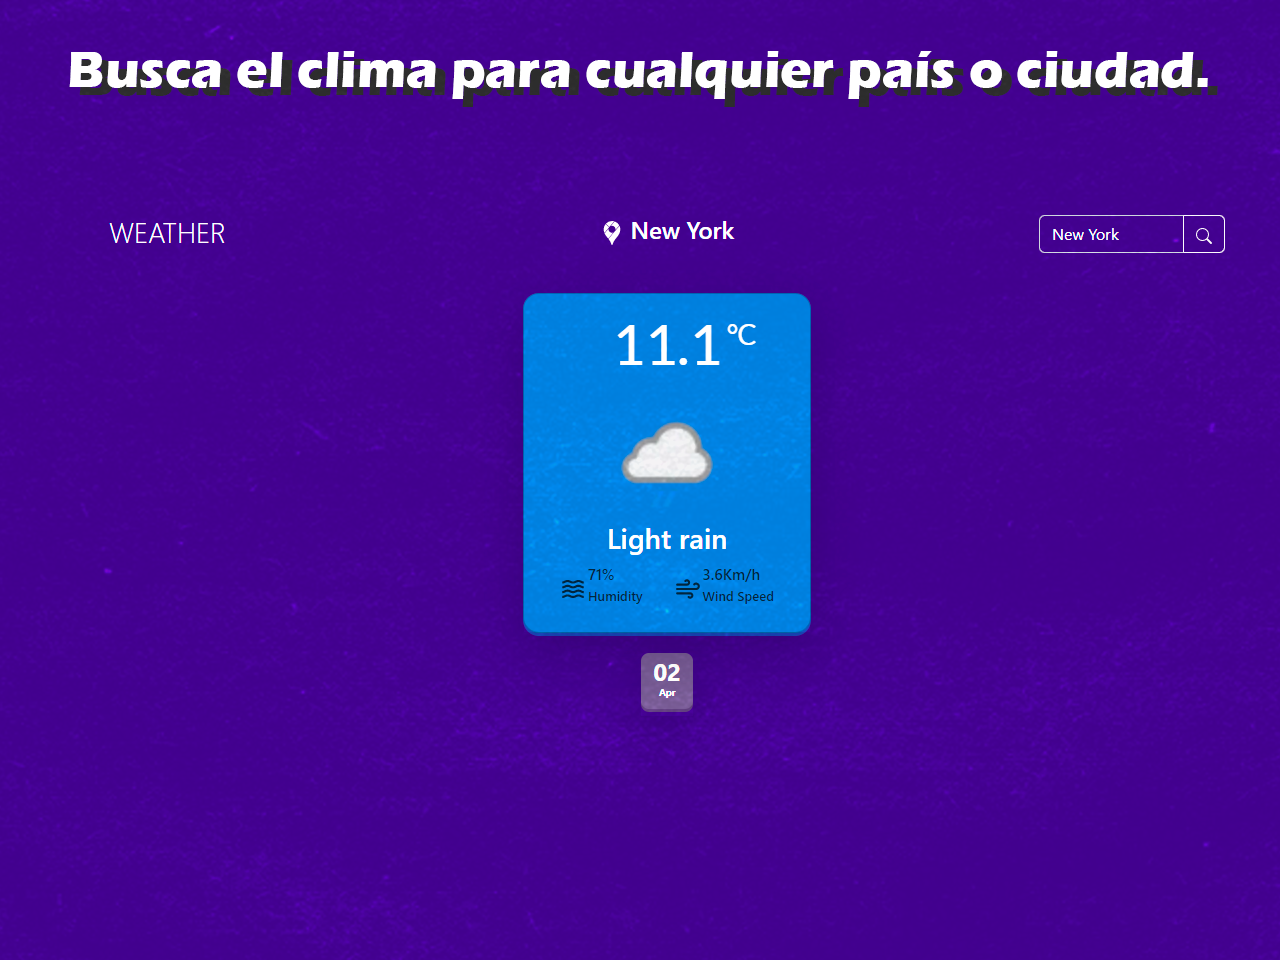 Busca el clima para cualquier país o ciudad.
WEATHER
New York
New York
11.1 °C
Light rain
71%
Humidity
3.6Km/h
Wind Speed
02
Apr